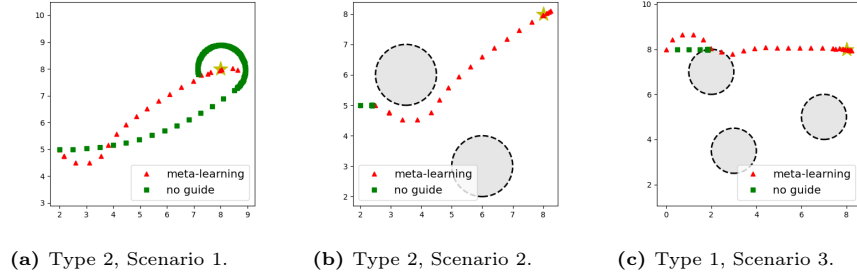 10
9
8
7
6
5
4
3
2 3 4 5 6 7 8 9
meta-learning
no guide
8
7
6
5
4
3
2
2 3 4 5 6 7 8
meta-learning
no guide
10
8
6
4
2
0 2 4 6 8
meta-learning
no guide
(a) Type 2, Scenario 1.
(b) Type 2, Scenario 2.
(c) Type 1, Scenario 3.